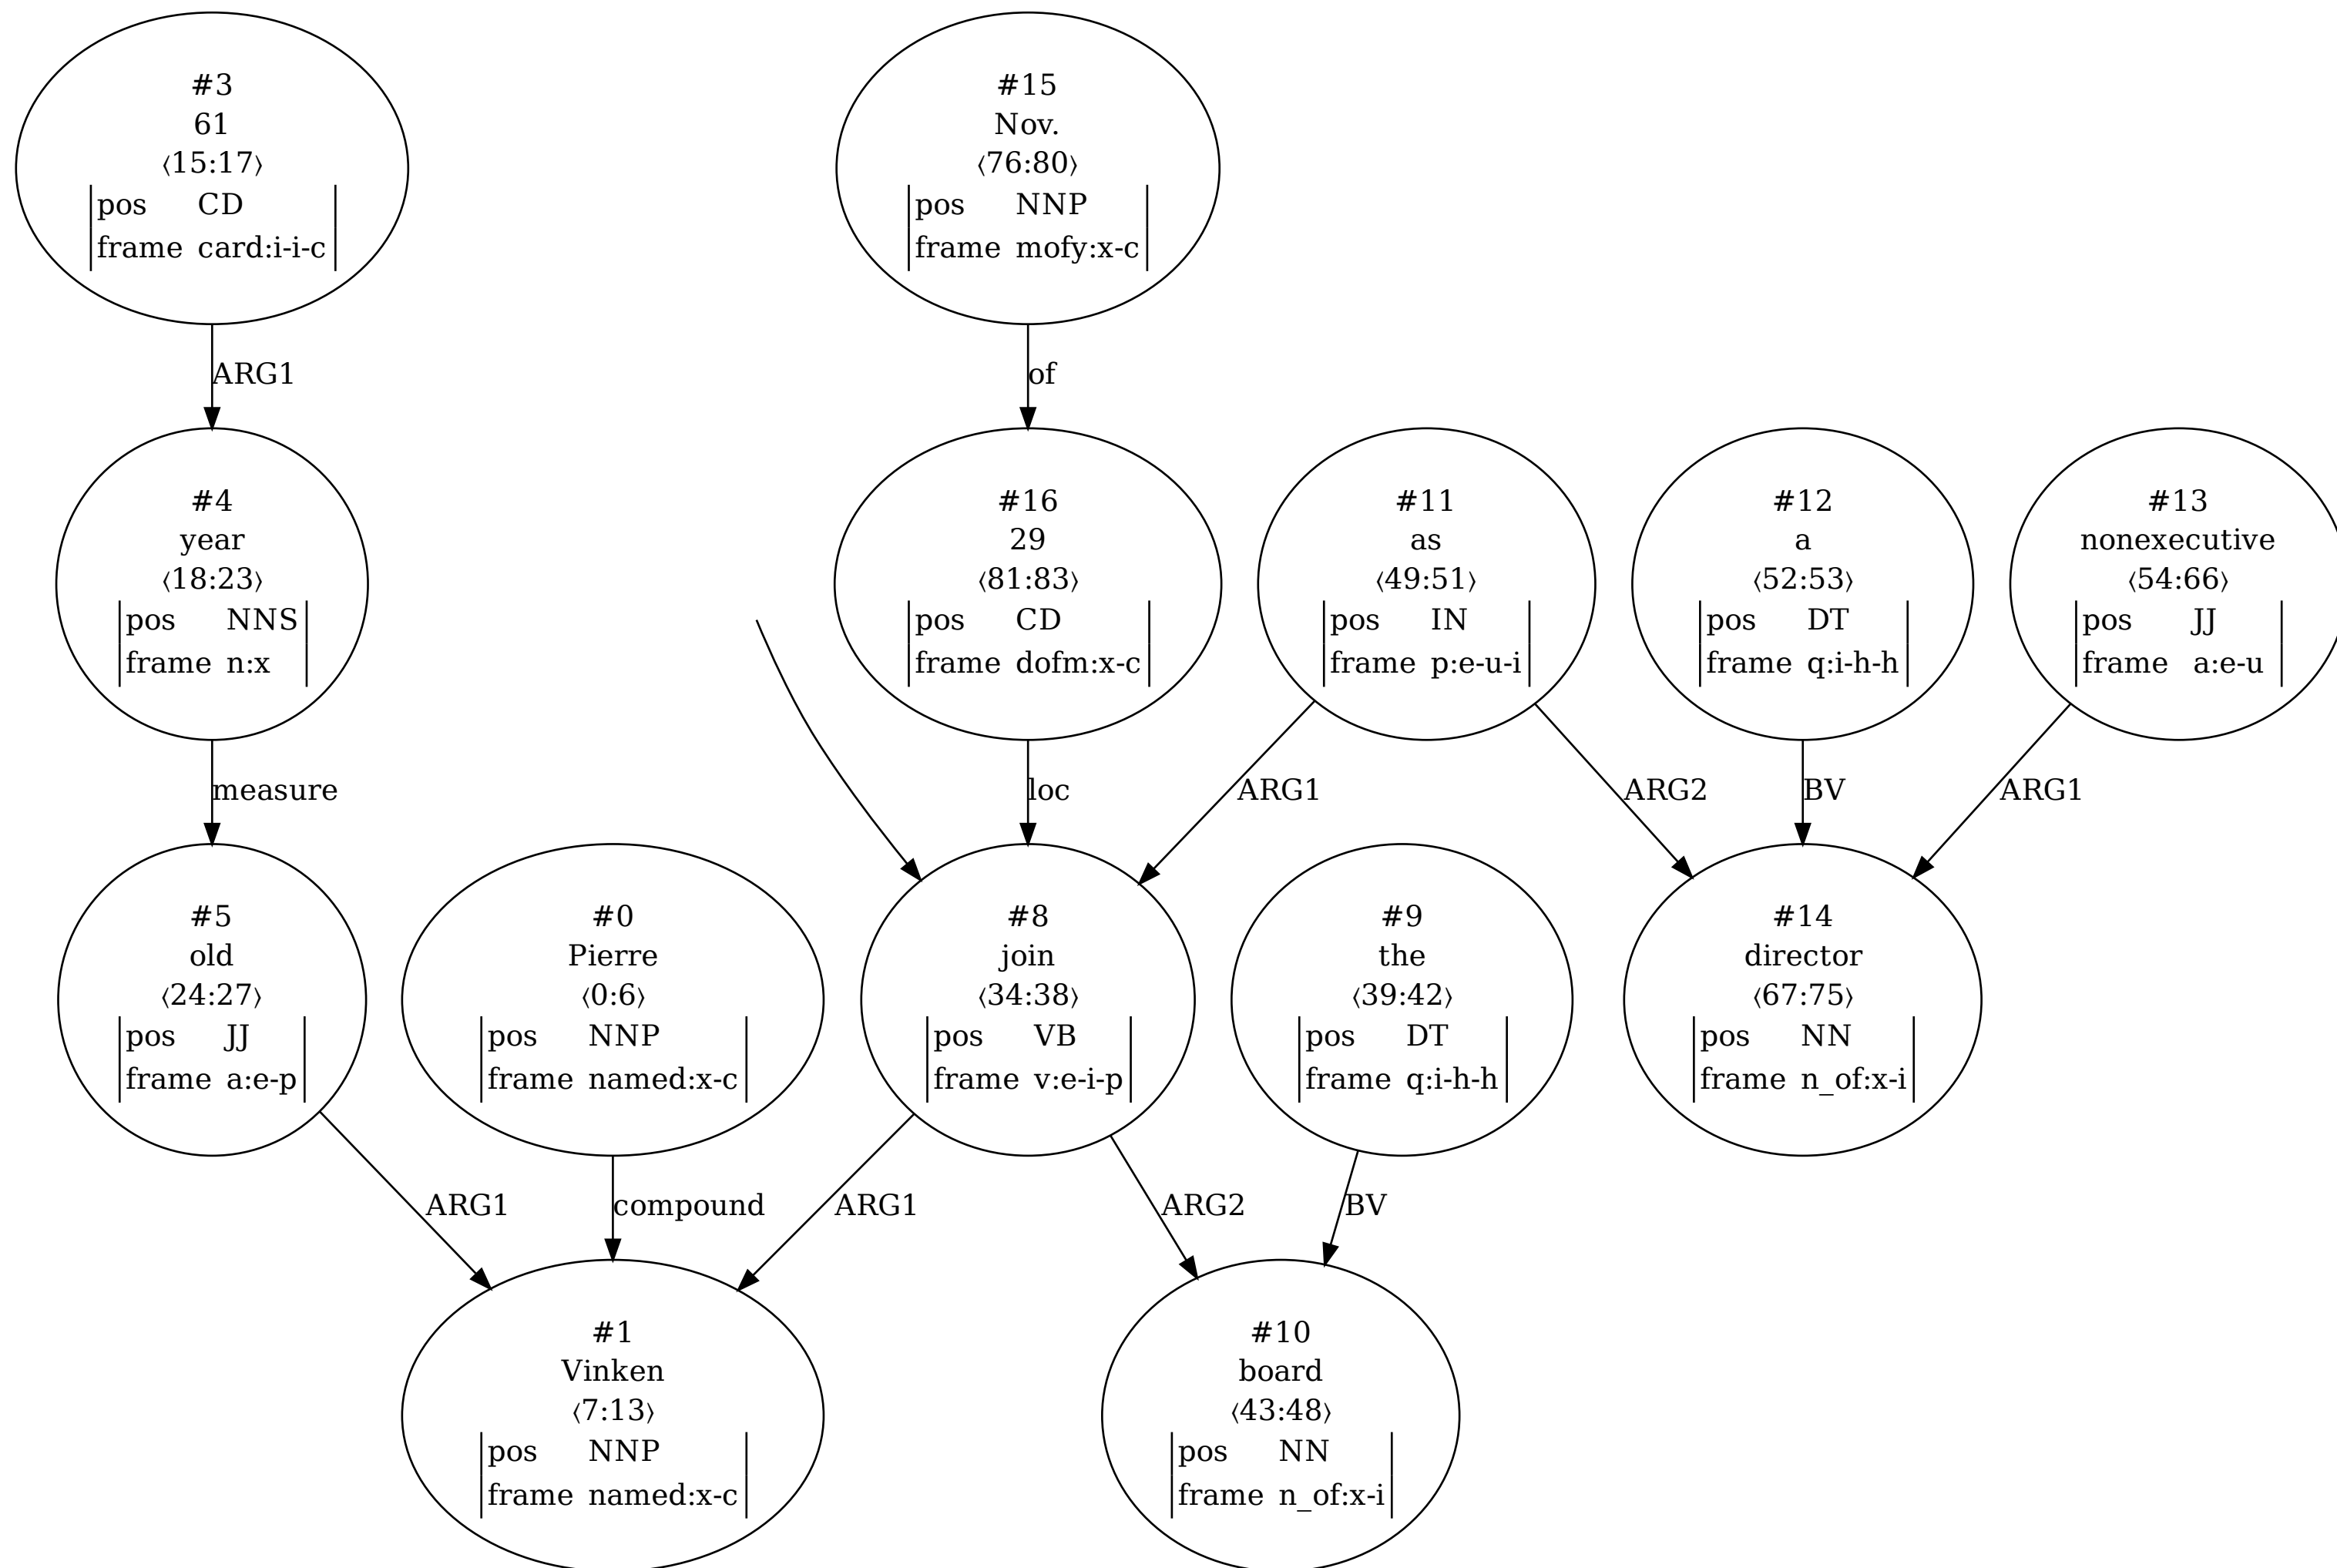 #3
61
⟨15:17⟩
pos CD
frame card:i-i-c
#15
Nov.
⟨76:80⟩
pos NNP
frame mofy:x-c
ARG1
of
#4
year
⟨18:23⟩
pos NNS
frame n:x
#16
29
⟨81:83⟩
pos CD
frame dofm:x-c
#11
as
⟨49:51⟩
pos IN
frame p:e-u-i
#12
a
⟨52:53⟩
pos DT
frame q:i-h-h
#13
nonexecutive
⟨54:66⟩
pos JJ
frame a:e-u
measure
loc
ARG1
ARG2
BV
ARG1
#5
old
⟨24:27⟩
pos JJ
frame a:e-p
#0
Pierre
⟨0:6⟩
pos NNP
frame named:x-c
#8
join
⟨34:38⟩
pos VB
frame v:e-i-p
#9
the
⟨39:42⟩
pos DT
frame q:i-h-h
#14
director
⟨67:75⟩
pos NN
frame n_of:x-i
ARG1
compound
ARG1
ARG2
BV
#1
Vinken
⟨7:13⟩
pos NNP
frame named:x-c
#10
board
⟨43:48⟩
pos NN
frame n_of:x-i